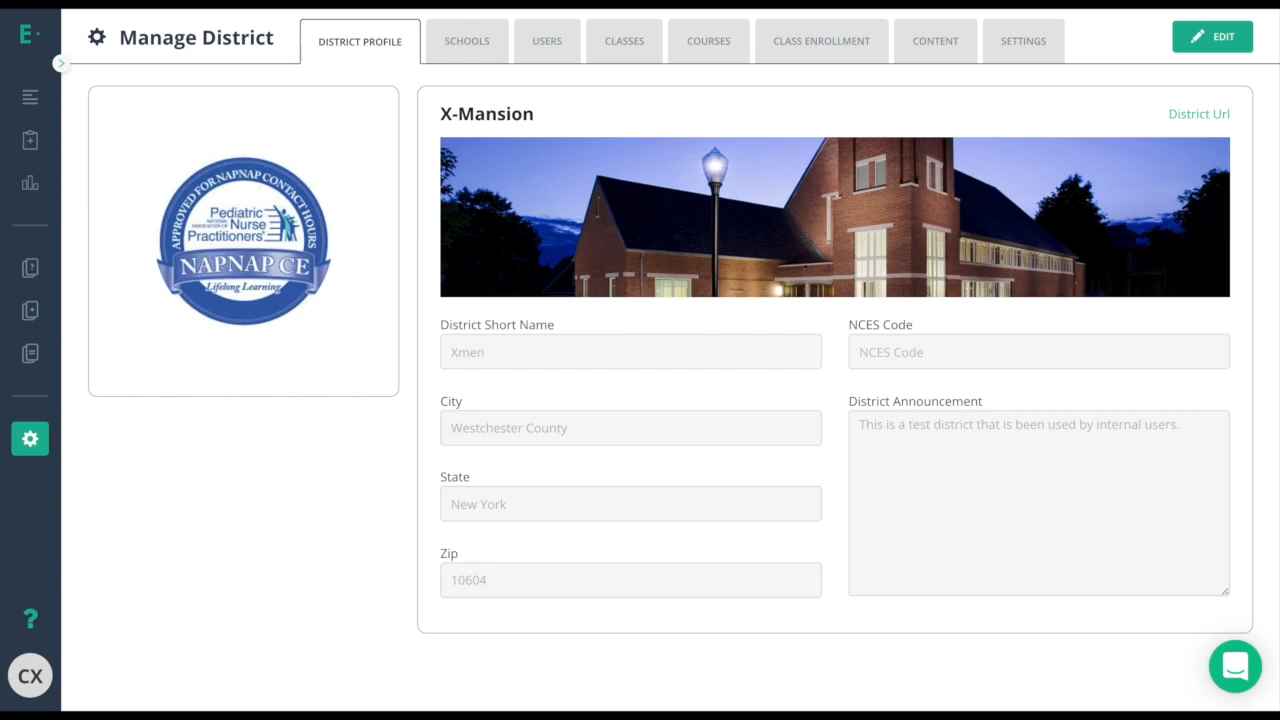 E·
Manage District
DISTRICT PROFILE
SCHOOLS
USERS
CLASSES
COURSES
CLASS ENROLLMENT
CONTENT
SETTINGS
EDIT
APPROVED FOR NAPNAP CONTACT HOURS
Pediatric
NATIONAL ASSOCIATION OF
Nurse
Practitioners
NAPNAP CE
Lifelong Learning
X-Mansion
District Url
District Short Name
Xmen
NCES Code
NCES Code
City
Westchester County
District Announcement
This is a test district that is been used by internal users.
State
New York
Zip
10604
?
CX